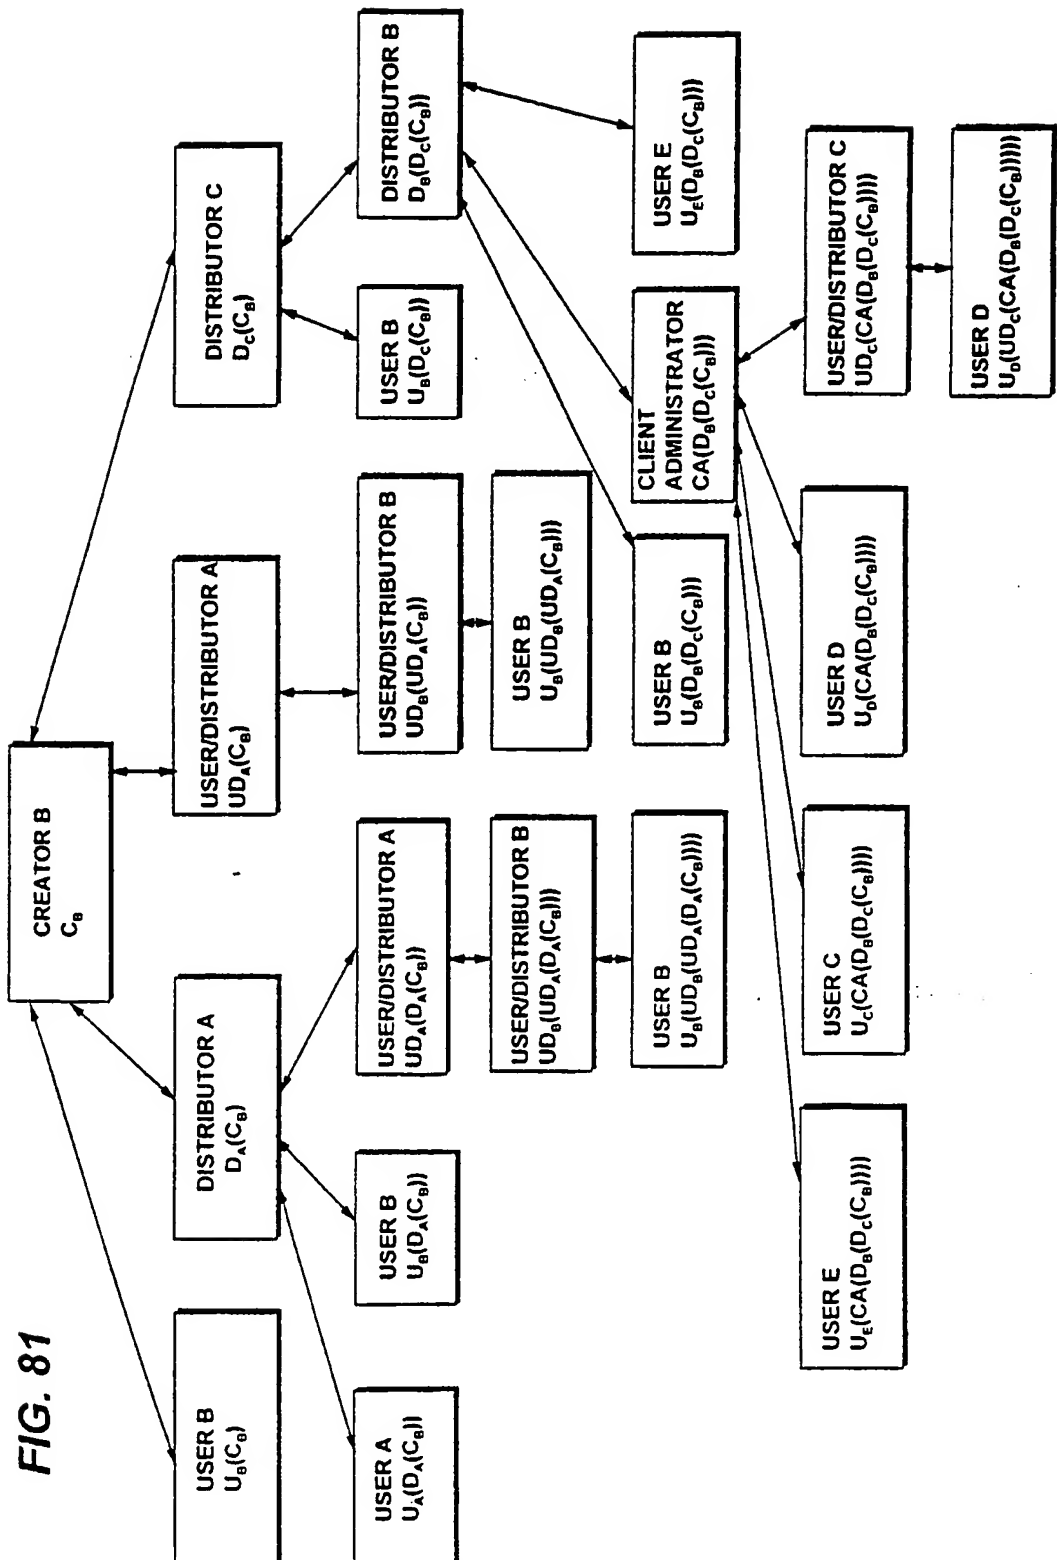 FIG. 81
CREATOR B
C_B
USER B
U_B(C_B)
DISTRIBUTOR A
D_A(C_B)
USER/DISTRIBUTOR A
UD_A(C_B)
DISTRIBUTOR C
D_C(C_B)
USER A
U_A(D_A(C_B))
USER B
U_B(D_A(C_B))
USER/DISTRIBUTOR A
UD_A(D_A(C_B))
USER/DISTRIBUTOR B
UD_B(UD_A(C_B))
USER B
U_B(D_C(C_B))
DISTRIBUTOR B
D_B(D_C(C_B))
USER/DISTRIBUTOR B
UD_B(UD_A(D_A(C_B)))
USER B
U_B(UD_B(UD_A(C_B)))
USER B
U_B(UD_B(UD_A(D_A(C_B))))
USER B
U_B(D_B(D_C(C_B)))
CLIENT
ADMINISTRATOR
CA(D_B(D_C(C_B)))
USER E
U_E(D_B(D_C(C_B)))
USER E
U_E(CA(D_B(D_C(C_B))))
USER C
U_C(CA(D_B(D_C(C_B))))
USER D
U_D(CA(D_B(D_C(C_B))))
USER/DISTRIBUTOR C
UD_C(CA(D_B(D_C(C_B))))
USER D
U_D(UD_C(CA(D_B(D_C(C_B)))))